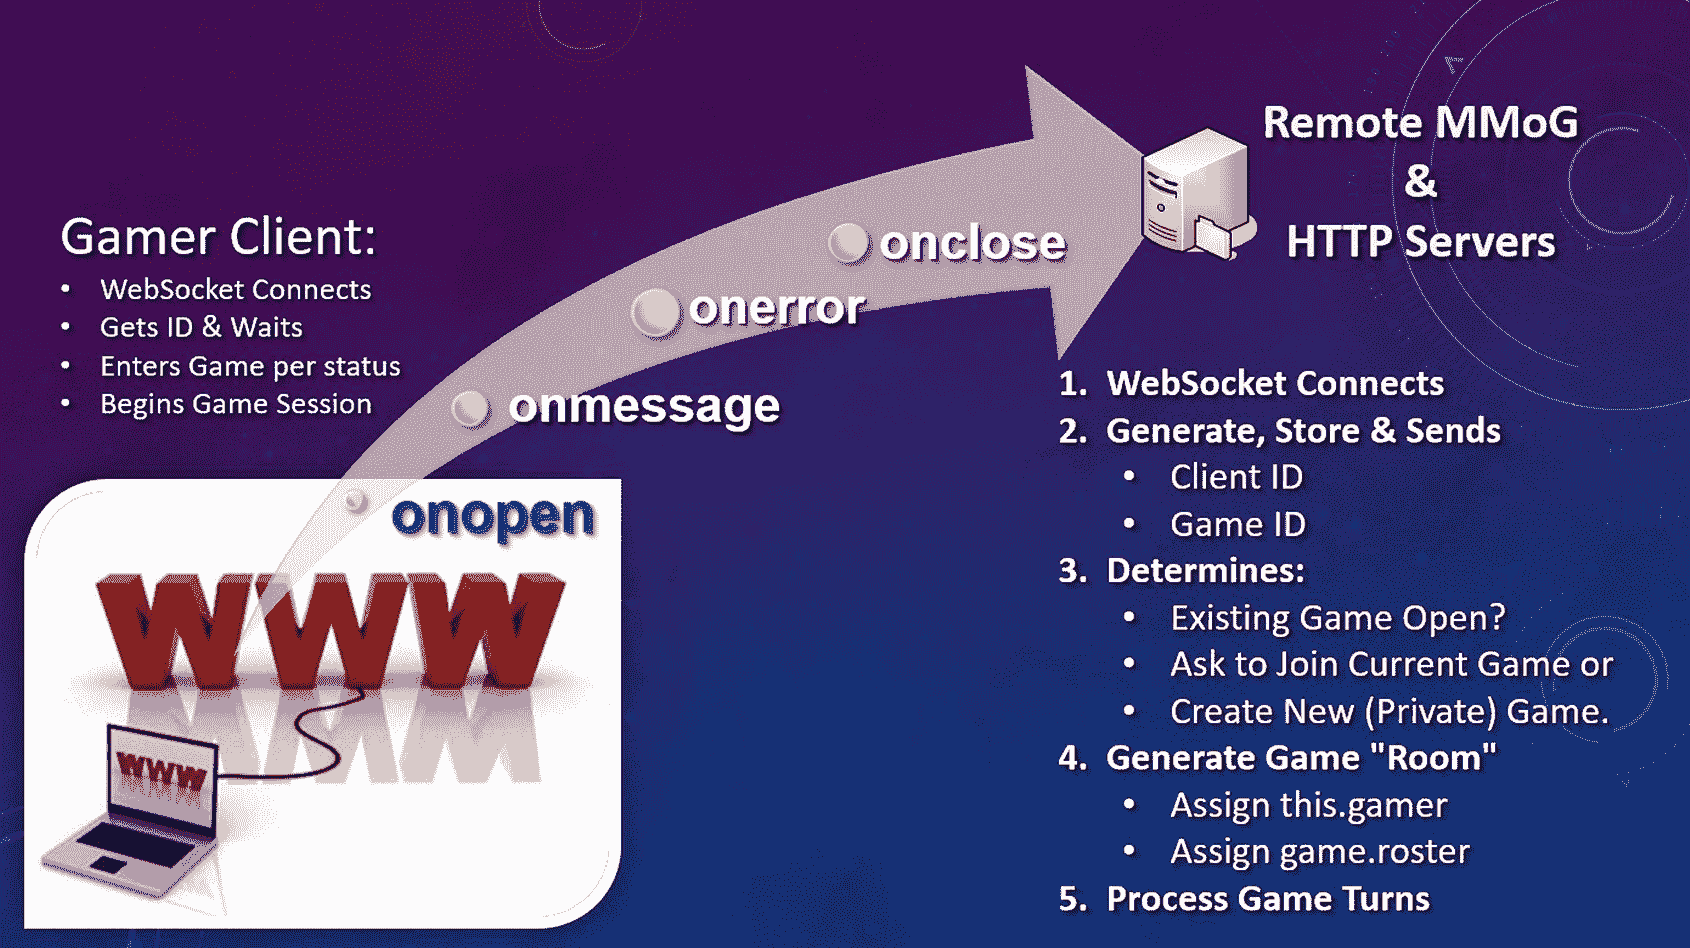 Gamer Client:
• WebSocket Connects
• Gets ID & Waits
• Enters Game per status
• Begins Game Session
onopen
onmessage
onerror
onclose
WWW
WWW
Remote MMoG
&
HTTP Servers
1. WebSocket Connects
2. Generate, Store & Sends
• Client ID
• Game ID
3. Determines:
• Existing Game Open?
• Ask to Join Current Game or
• Create New (Private) Game.
4. Generate Game "Room"
• Assign this.gamer
• Assign game.roster
5. Process Game Turns